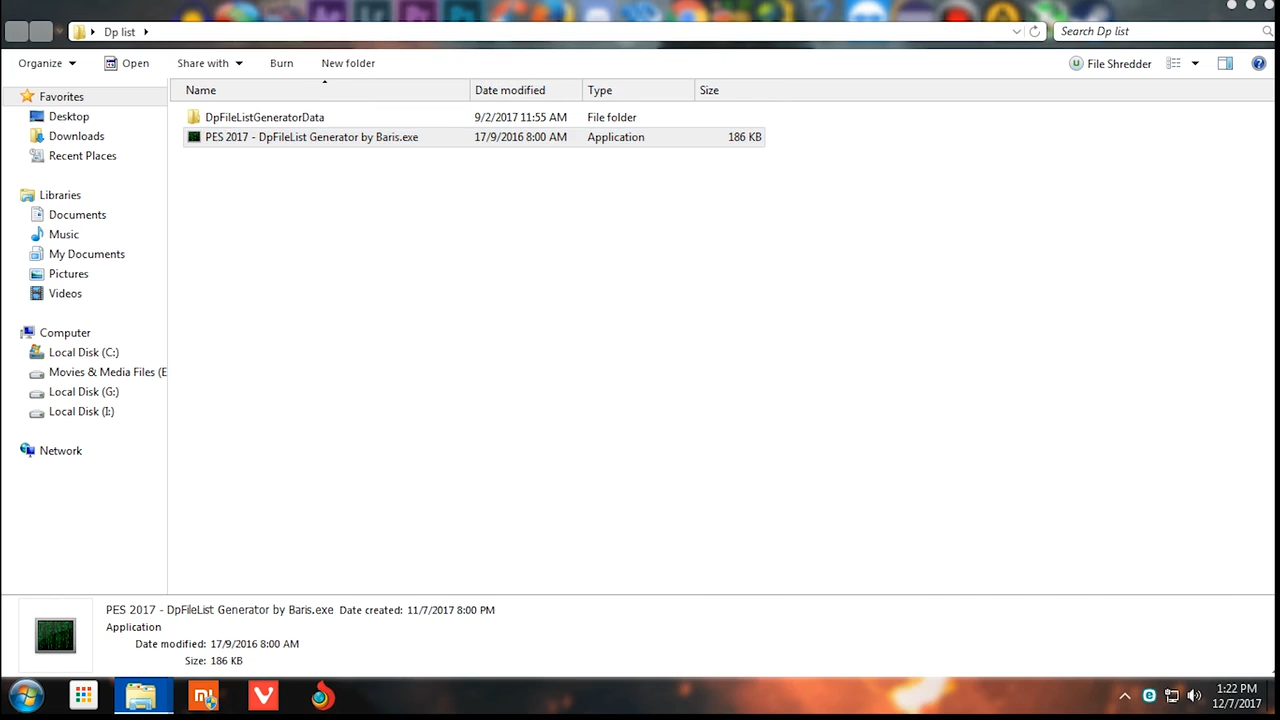 Dp list
Search Dp list
Organize
Open
Share with
Burn
New folder
File Shredder
Name
Date modified
Type
Size
DpFileListGeneratorData
9/2/2017 11:55 AM
File folder
PES 2017 - DpFileList Generator by Baris.exe
17/9/2016 8:00 AM
Application
186 KB
Favorites
Desktop
Downloads
Recent Places
Libraries
Documents
Music
My Documents
Pictures
Videos
Computer
Local Disk (C:)
Movies & Media Files (E
Local Disk (G:)
Local Disk (I:)
Network
PES 2017 - DpFileList Generator by Baris.exe Date created: 11/7/2017 8:00 PM
Application
Date modified: 17/9/2016 8:00 AM
Size: 186 KB
1:22 PM
12/7/2017